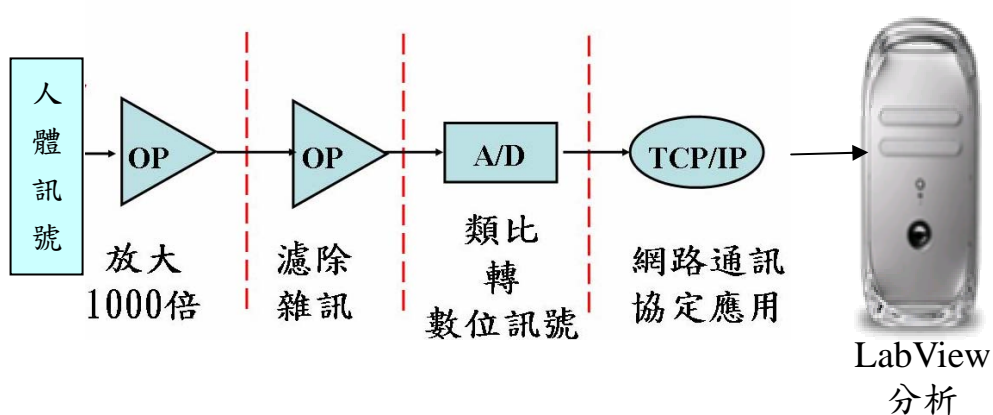 人
體
訊
號
OP
放大
1000倍
OP
濾除
雜訊
A/D
類比
轉
數位訊號
TCP/IP
網路通訊
協定應用
LabView
分析